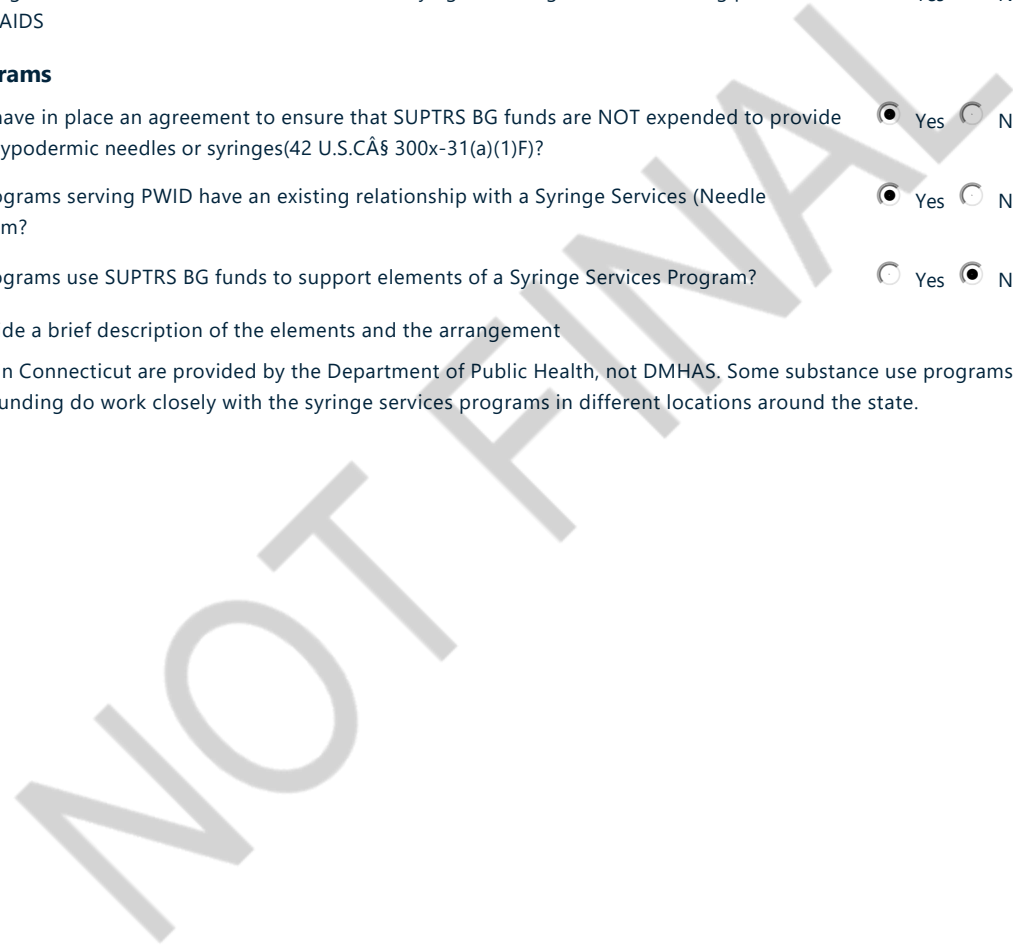 AIDS
rams
have in place an agreement to ensure that SUPTRS BG funds are NOT expended to provide Yes N
ypodermic needles or syringes(42 U.S.CÂ§ 300x-31(a)(1)F)?
ograms serving PWID have an existing relationship with a Syringe Services (Needle Yes N
m?
ograms use SUPTRS BG funds to support elements of a Syringe Services Program? Yes N
de a brief description of the elements and the arrangement
n Connecticut are provided by the Department of Public Health, not DMHAS. Some substance use programs
unding do work closely with the syringe services programs in different locations around the state.
NOT FINAL